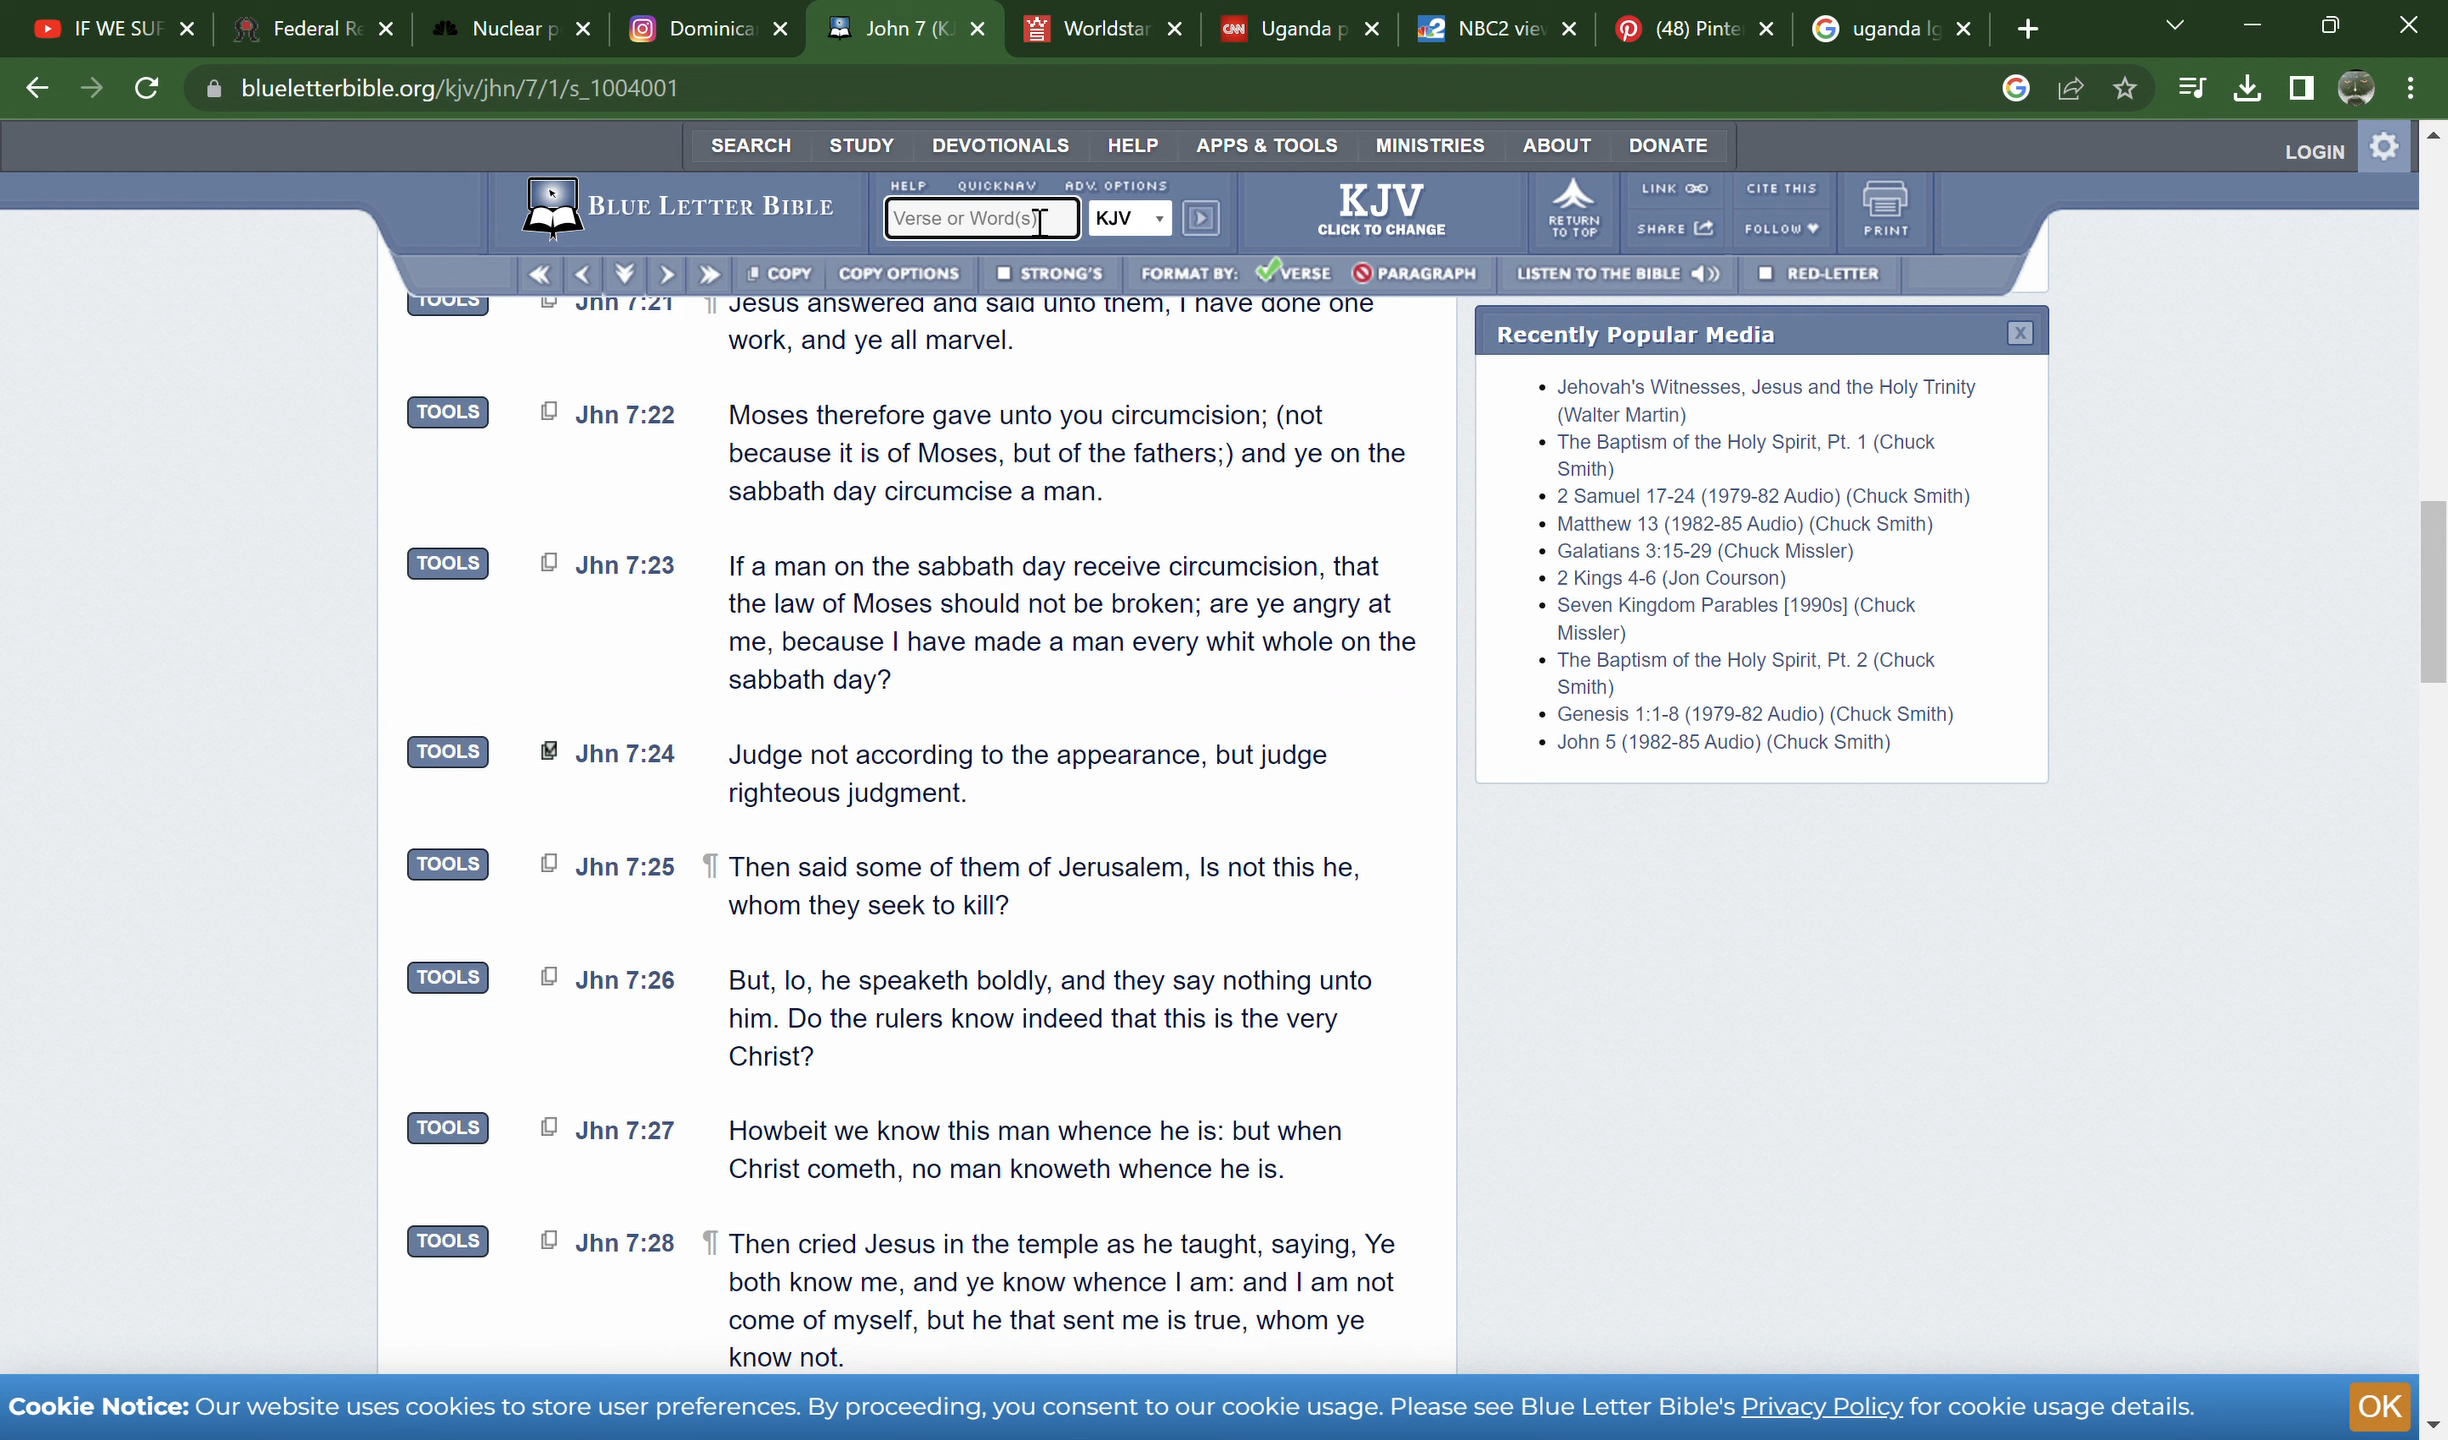 IF WE SUF
Federal Re
Nuclear p
Dominica
John 7 (KJ
Worldstar
CNN Uganda p
2 NBC2 vie
(48) Pinte
uganda lg
blueletterbible.org/kjv/jhn/7/1/s_1004001
SEARCH STUDY DEVOTIONALS HELP APPS & TOOLS MINISTRIES ABOUT DONATE
LOGIN
BLUE LETTER BIBLE
HELP QUICKNAV ADV. OPTIONS
Verse or Word(s)
KJV
KJV
CLICK TO CHANGE
RETURN
TO TOP
LINK
CITE THIS
SHARE
FOLLOW
PRINT
COPY COPY OPTIONS STRONG'S FORMAT BY: VERSE PARAGRAPH LISTEN TO THE BIBLE RED-LETTER
TOOLS Jhn 7:21 ¶ Jesus answered and said unto them, I have done one
work, and ye all marvel.
TOOLS Jhn 7:22 Moses therefore gave unto you circumcision; (not
because it is of Moses, but of the fathers;) and ye on the
sabbath day circumcise a man.
TOOLS Jhn 7:23 If a man on the sabbath day receive circumcision, that
the law of Moses should not be broken; are ye angry at
me, because I have made a man every whit whole on the
sabbath day?
TOOLS Jhn 7:24 Judge not according to the appearance, but judge
righteous judgment.
TOOLS Jhn 7:25 ¶ Then said some of them of Jerusalem, Is not this he,
whom they seek to kill?
TOOLS Jhn 7:26 But, lo, he speaketh boldly, and they say nothing unto
him. Do the rulers know indeed that this is the very
Christ?
TOOLS Jhn 7:27 Howbeit we know this man whence he is: but when
Christ cometh, no man knoweth whence he is.
TOOLS Jhn 7:28 ¶ Then cried Jesus in the temple as he taught, saying, Ye
both know me, and ye know whence I am: and I am not
come of myself, but he that sent me is true, whom ye
know not.
Recently Popular Media
X
• Jehovah's Witnesses, Jesus and the Holy Trinity
(Walter Martin)
• The Baptism of the Holy Spirit, Pt. 1 (Chuck
Smith)
• 2 Samuel 17-24 (1979-82 Audio) (Chuck Smith)
• Matthew 13 (1982-85 Audio) (Chuck Smith)
• Galatians 3:15-29 (Chuck Missler)
• 2 Kings 4-6 (Jon Courson)
• Seven Kingdom Parables [1990s] (Chuck
Missler)
• The Baptism of the Holy Spirit, Pt. 2 (Chuck
Smith)
• Genesis 1:1-8 (1979-82 Audio) (Chuck Smith)
• John 5 (1982-85 Audio) (Chuck Smith)
Cookie Notice: Our website uses cookies to store user preferences. By proceeding, you consent to our cookie usage. Please see Blue Letter Bible's Privacy Policy for cookie usage details.
OK